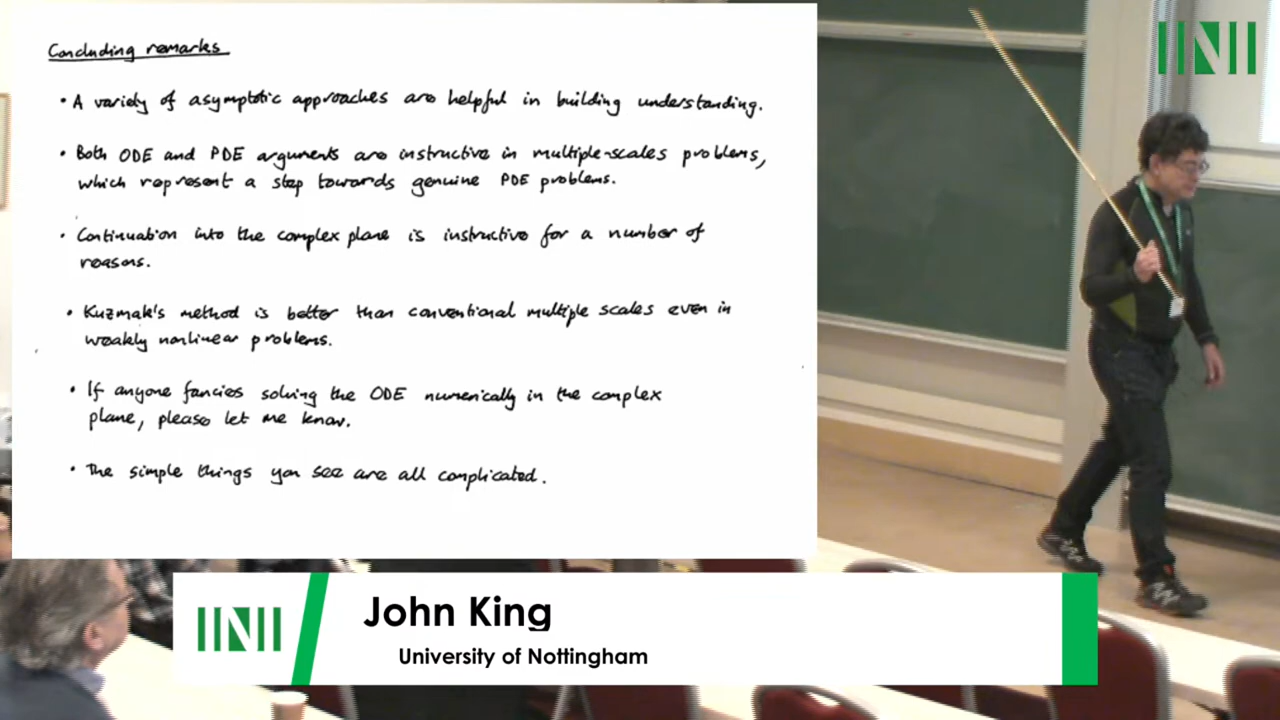 Concluding remarks
• A variety of asymptotic approaches are helpful in building understanding.
• Both ODE and PDE arguments are instructive in multiple-scales problems,
which represent a step towards genuine PDE problems.
• Continuation into the complex plane is instructive for a number of
reasons.
• Kuzmak's method is better than conventional multiple scales even in
weakly nonlinear problems.
• If anyone fancies solving the ODE numerically in the complex
plane, please let me know.
• The simple things you see are all complicated.
John King
University of Nottingham